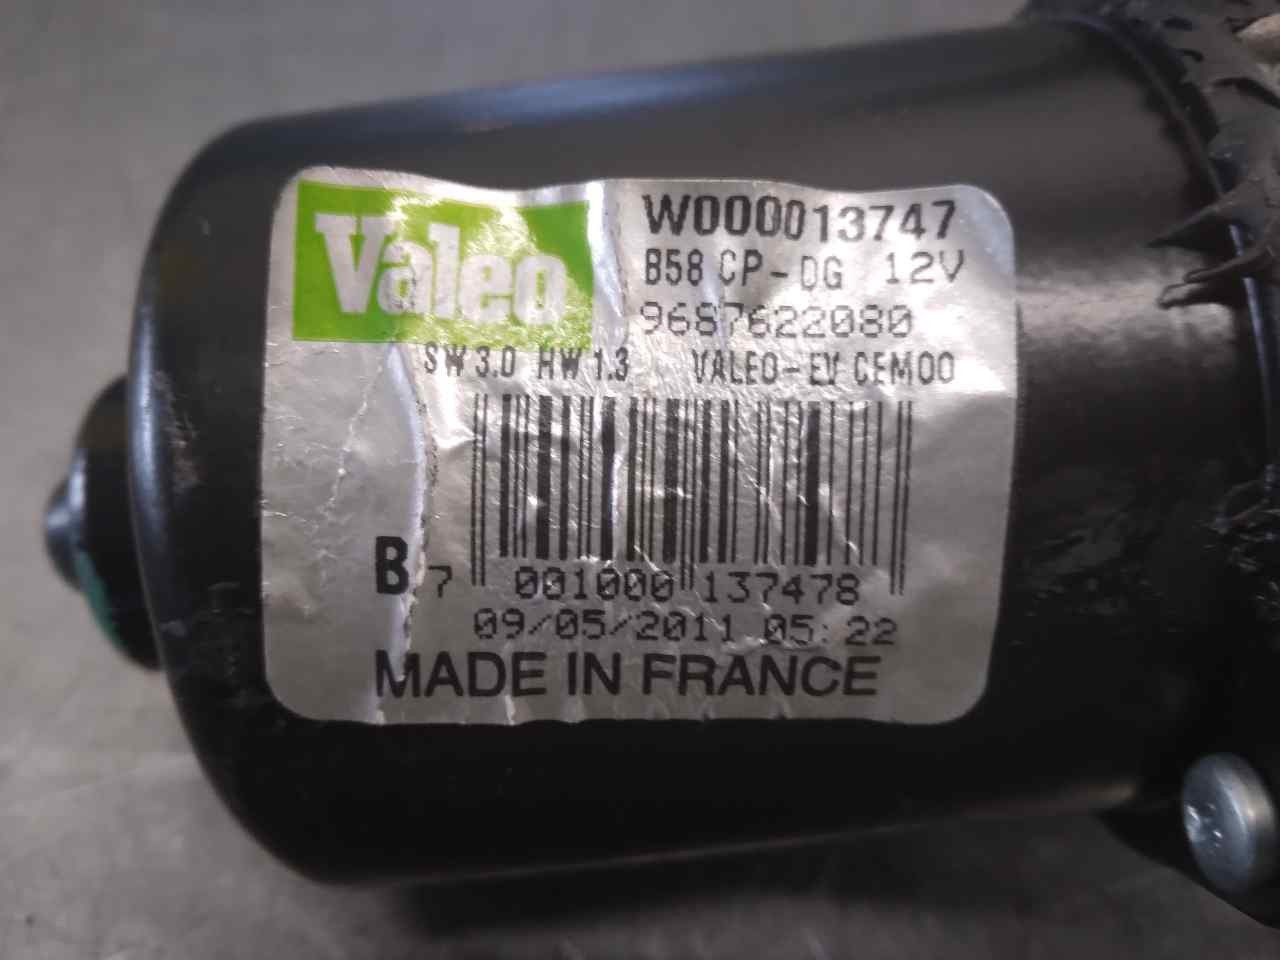 Valeo
W000013747
B58 CP-DG 12V
9687622080
SW 3.0 HW 1.3 VALEO-EV CEM00
B 7 001000 137478
09/05/2011 05:22
MADE IN FRANCE